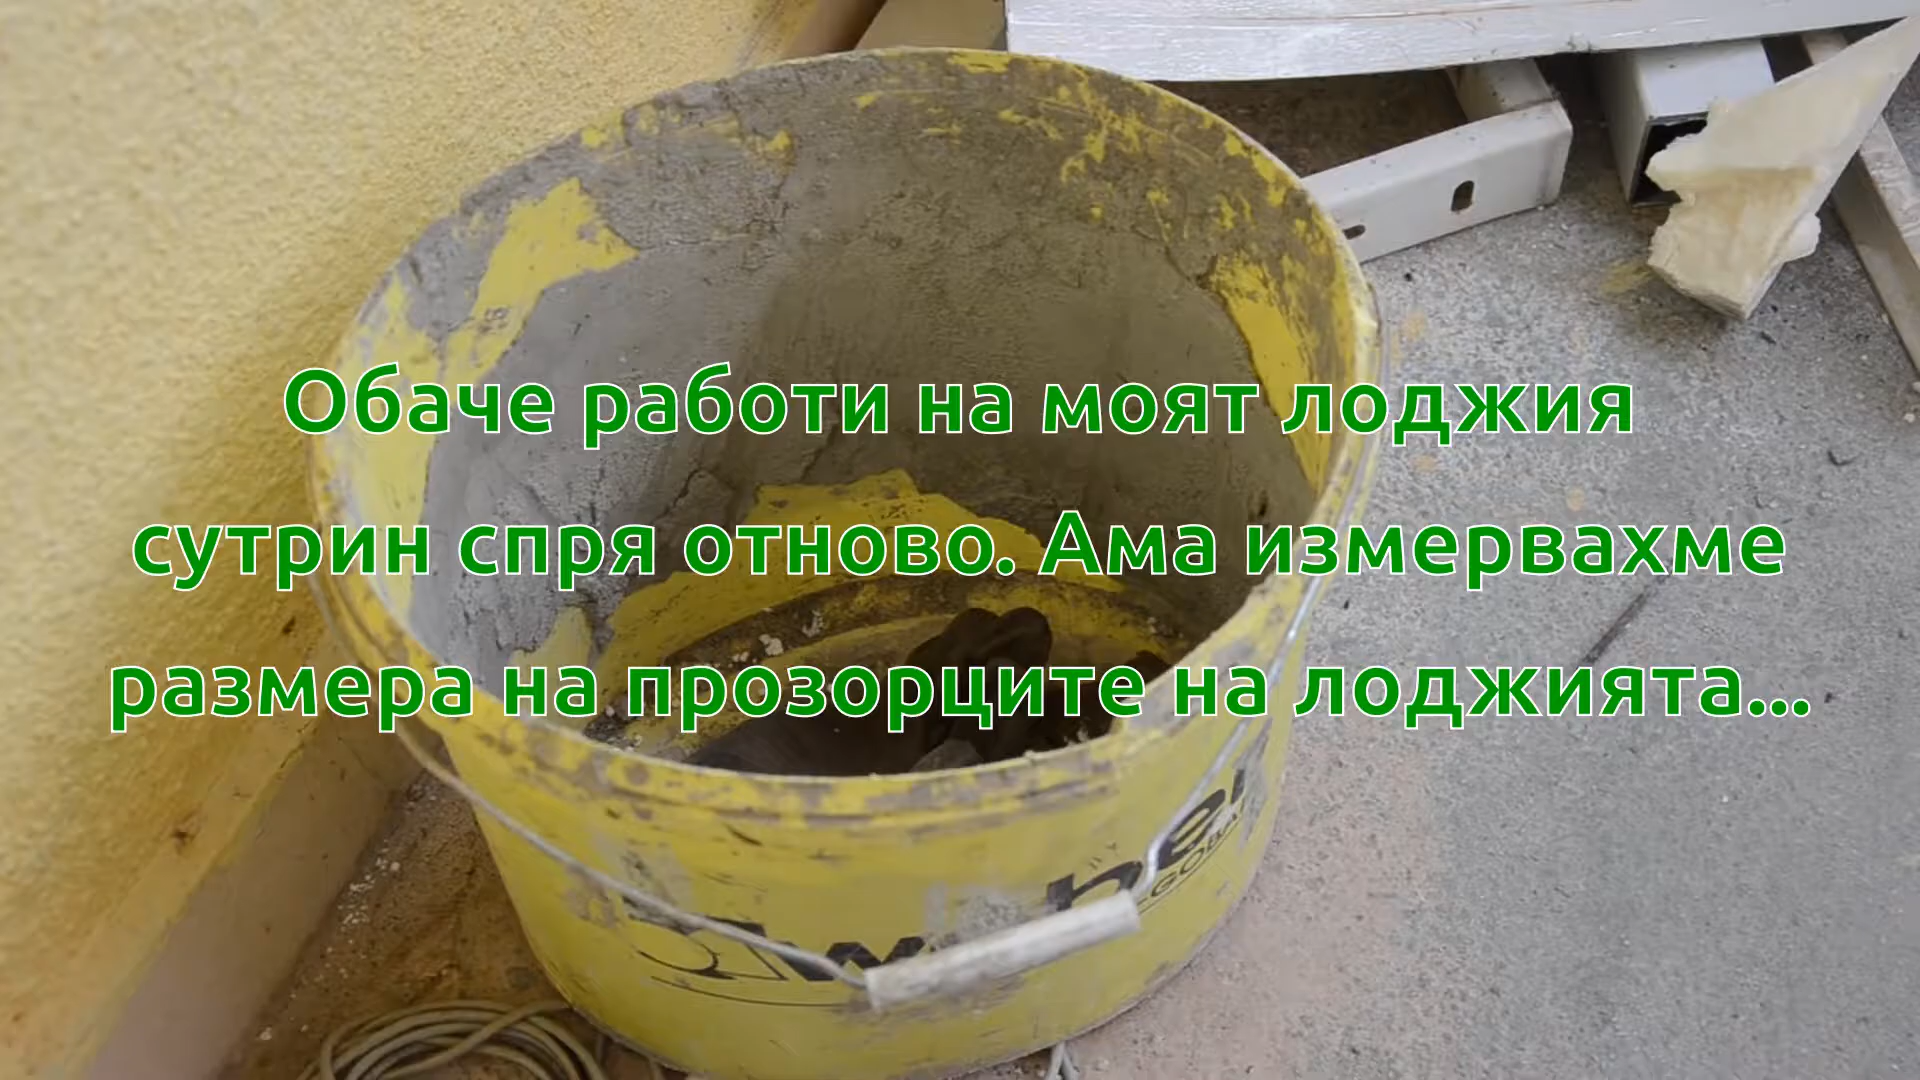 Обаче работи на моят лоджия
сутрин спря отново. Ама измервахме
размера на прозорците на лоджията...